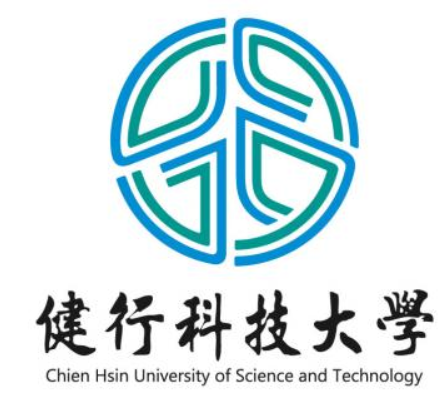 健行科技大學
Chien Hsin University of Science and Technology